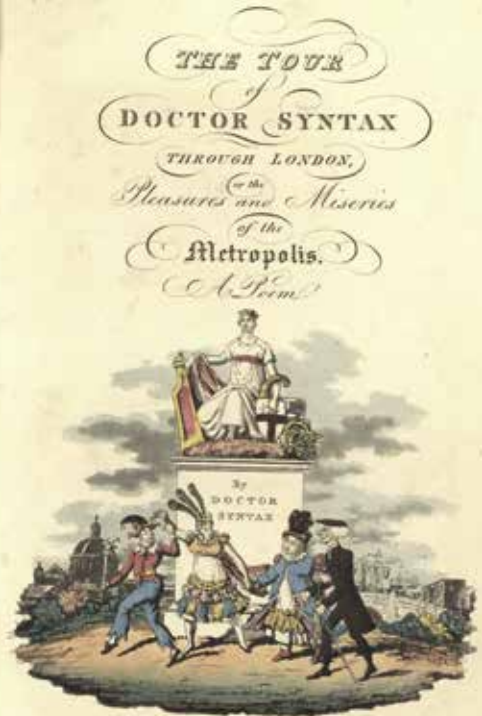 THE TOUR
of
DOCTOR SYNTAX
THROUGH LONDON,
or the
Pleasures and Miseries
of the
Metropolis.
A Poem
By
DOCTOR
SYNTAX